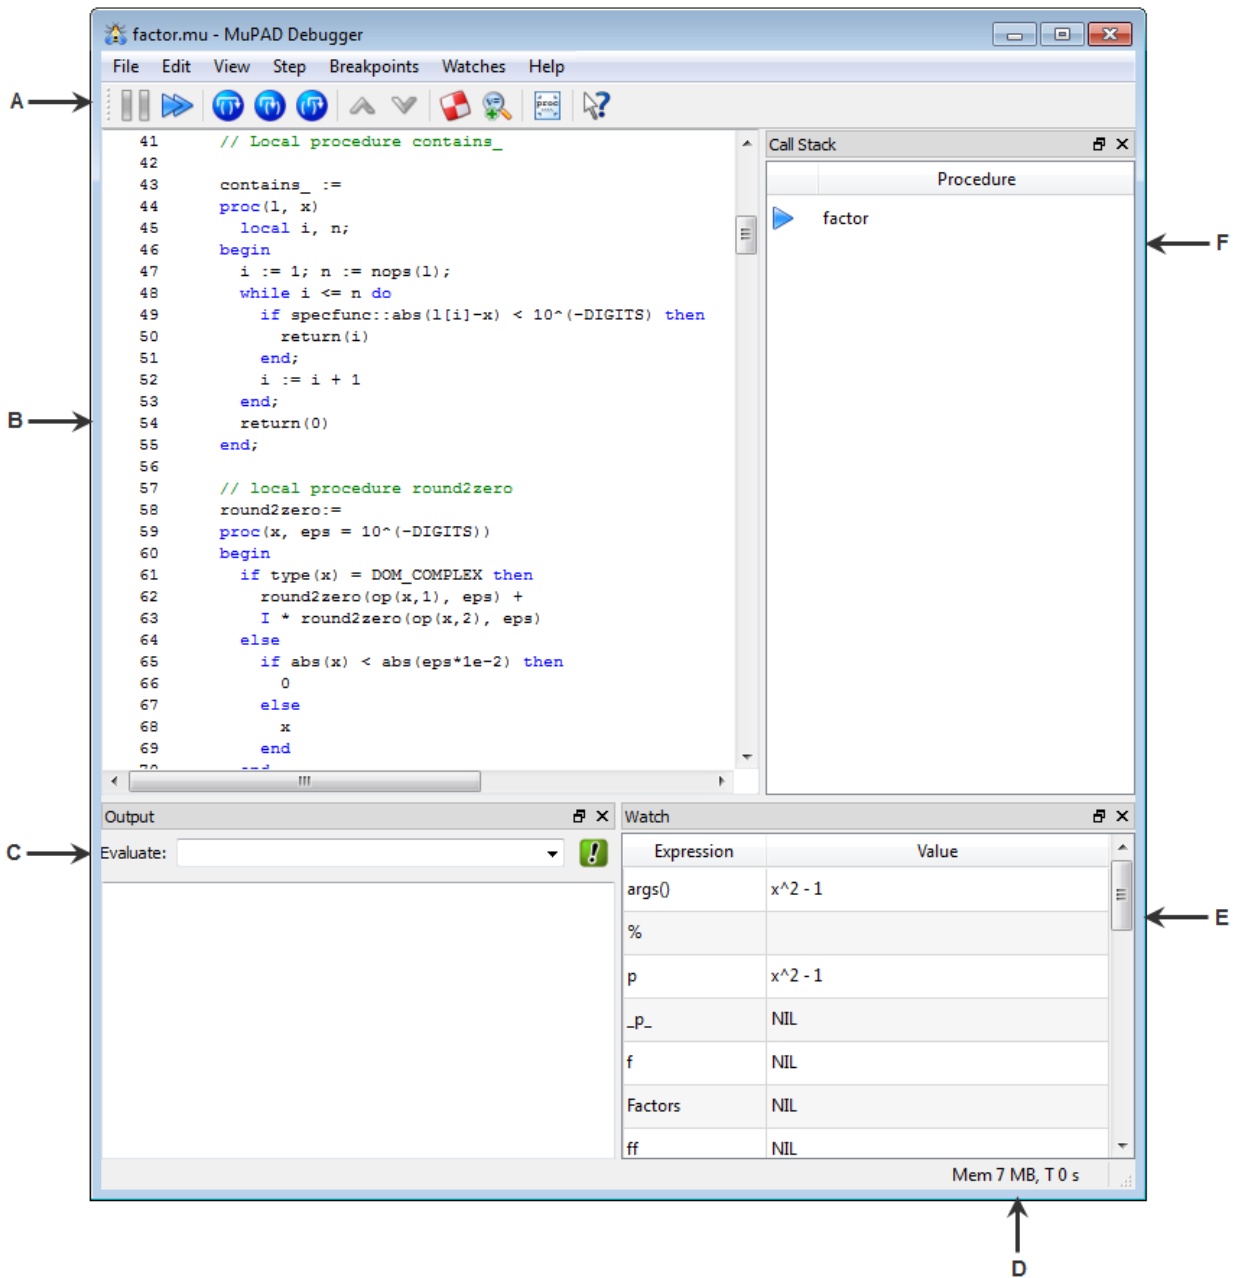 factor.mu - MuPAD Debugger
File Edit View Step Breakpoints Watches Help
A
proc
41 // Local procedure contains_
42
43 contains_ :=
44 proc(l, x)
45 local i, n;
46 begin
47 i := 1; n := nops(l);
48 while i <= n do
49 if specfunc::abs(l[i]-x) < 10^(-DIGITS) then
50 return(i)
51 end;
52 i := i + 1
53 end;
54 return(0)
55 end;
56
57 // local procedure round2zero
58 round2zero:=
59 proc(x, eps = 10^(-DIGITS))
60 begin
61 if type(x) = DOM_COMPLEX then
62 round2zero(op(x,1), eps) +
63 I * round2zero(op(x,2), eps)
64 else
65 if abs(x) < abs(eps*1e-2) then
66 0
67 else
68 x
69 end
70 end
B
Call Stack
Procedure
factor
F
Output
Evaluate:
C
Watch
Expression Value
args() x^2 - 1
%
p x^2 - 1
_p_ NIL
f NIL
Factors NIL
ff NIL
E
Mem 7 MB, T 0 s
D